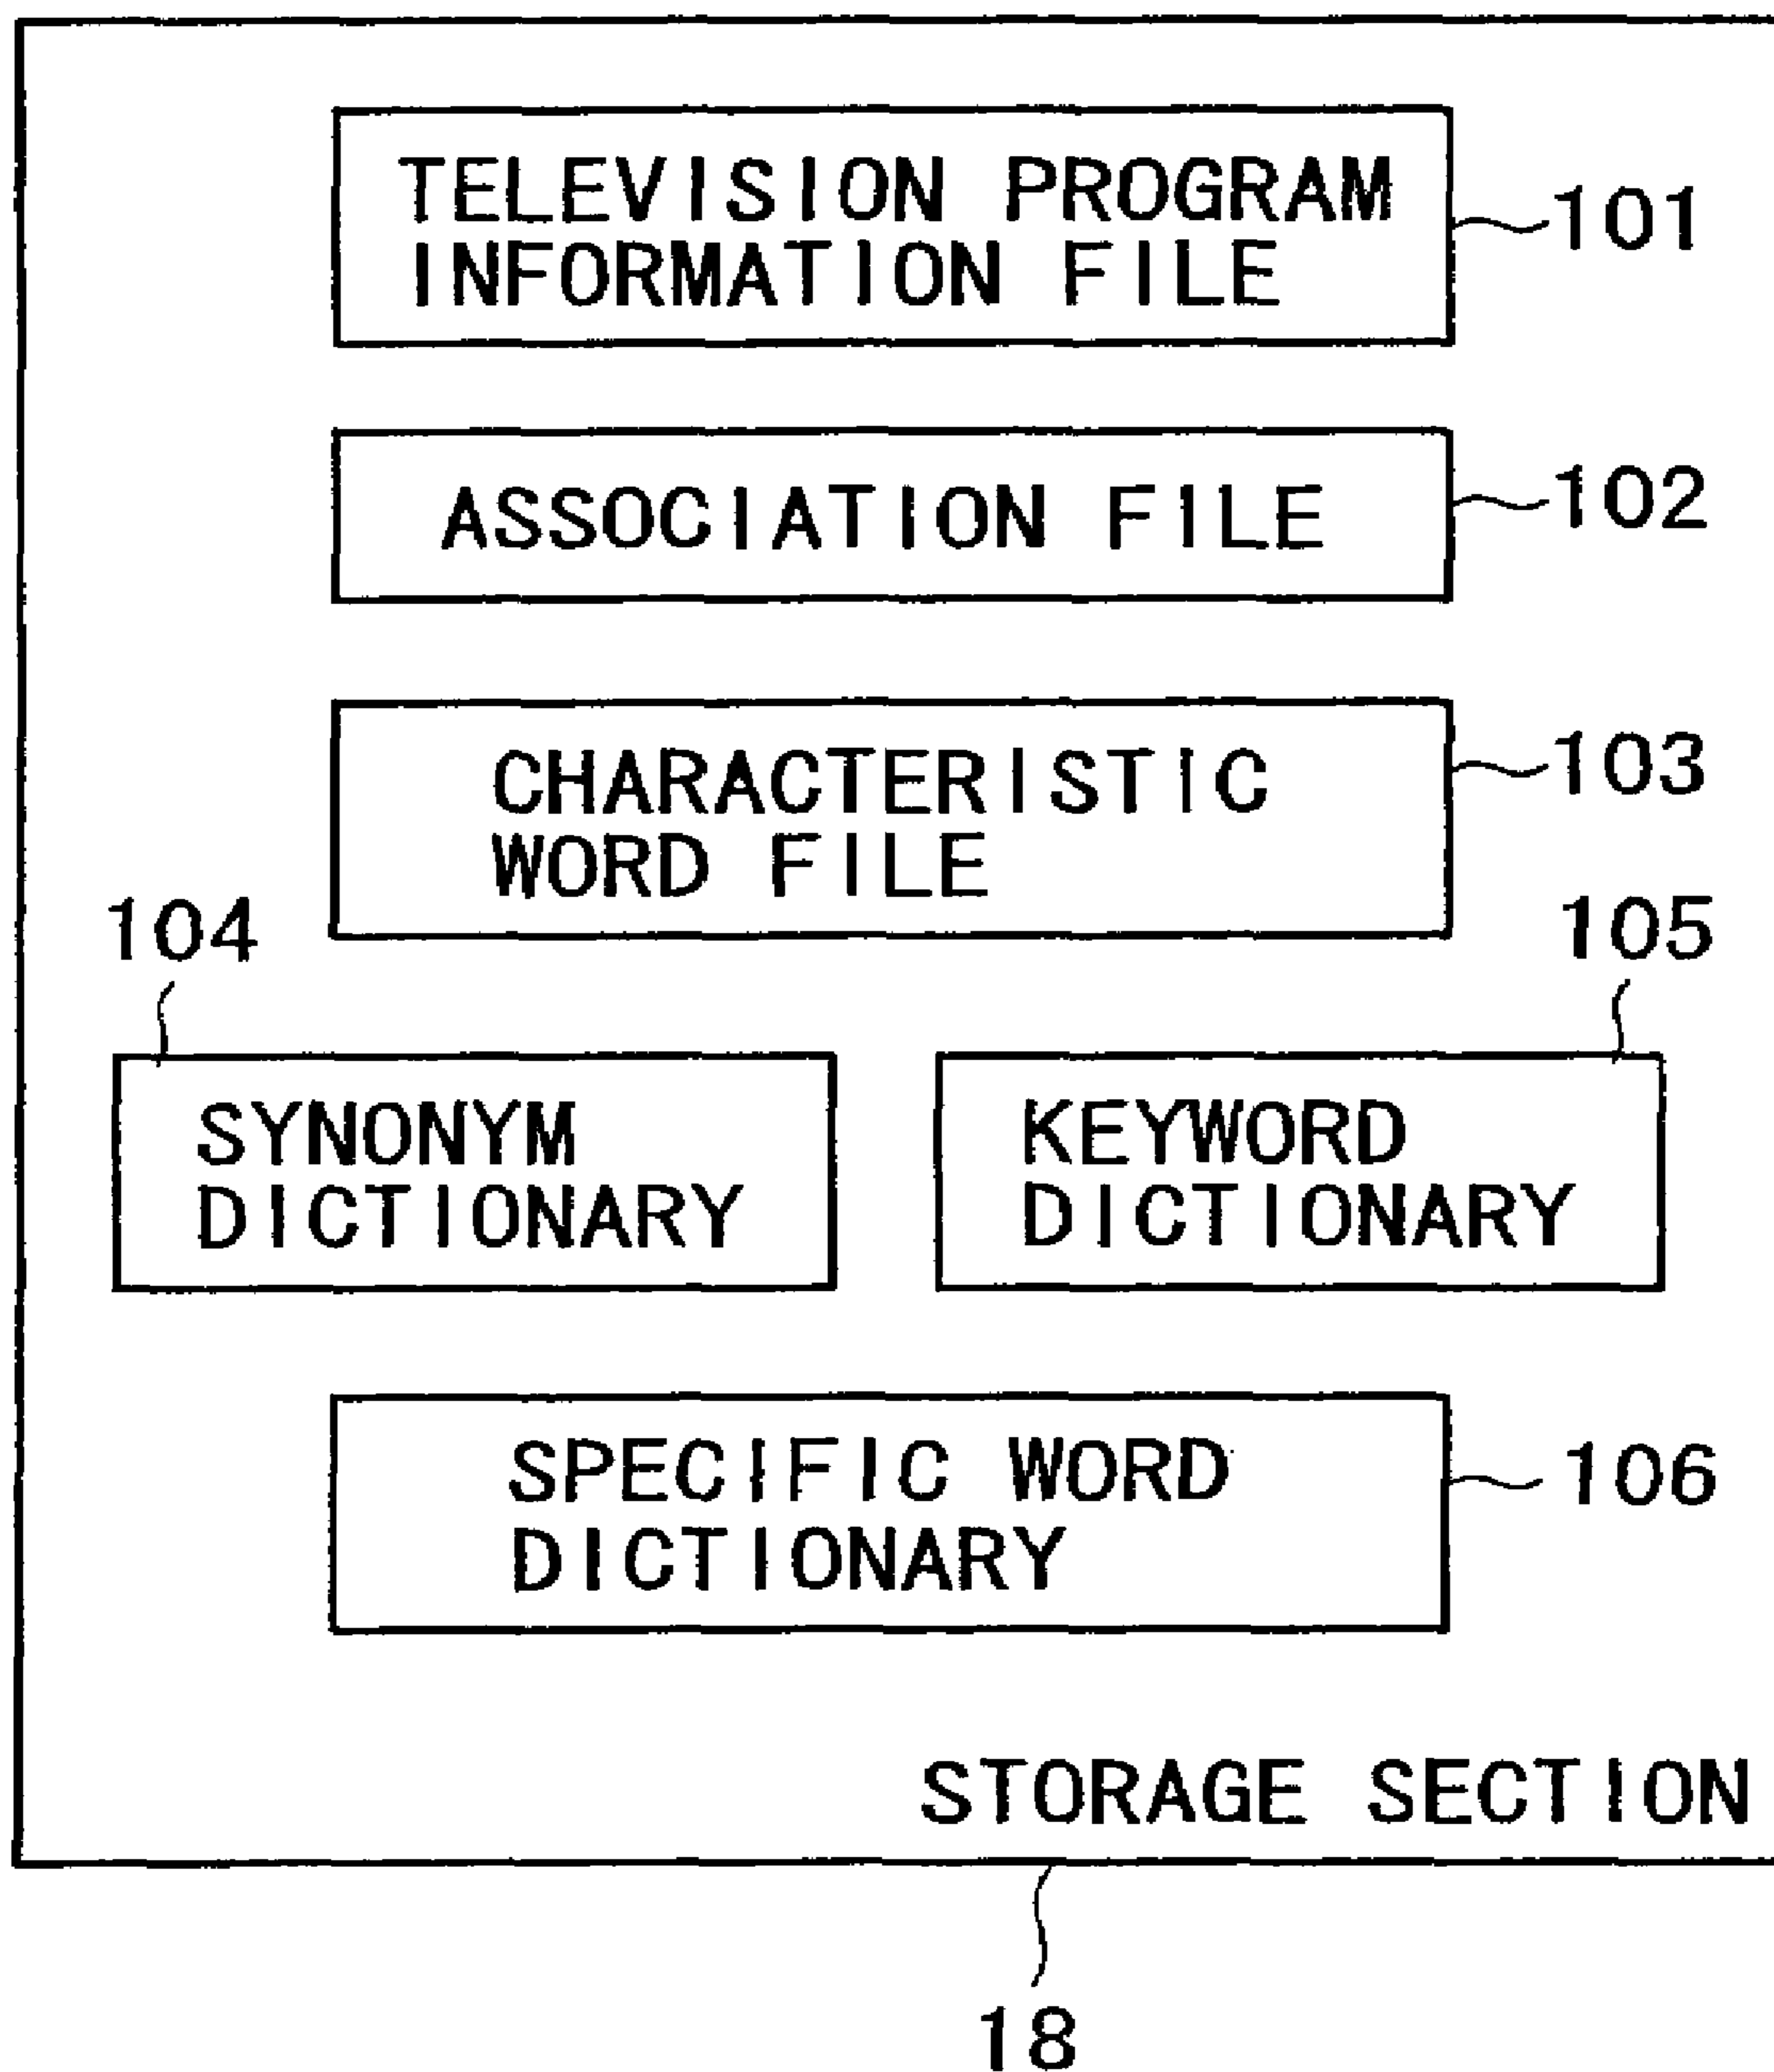 TELEVISION PROGRAM
INFORMATION FILE
101
ASSOCIATION FILE
102
CHARACTERISTIC
WORD FILE
103
104
105
SYNONYM
DICTIONARY
KEYWORD
DICTIONARY
SPECIFIC WORD
DICTIONARY
106
STORAGE SECTION
18